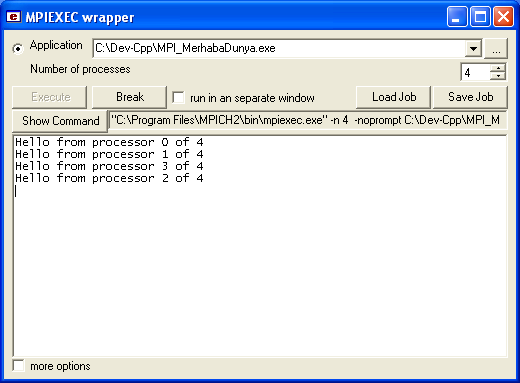 MPIEXEC wrapper
Application C:\Dev-Cpp\MPI_MerhabaDunya.exe ...
Number of processes 4
Execute Break run in an separate window Load Job Save Job
Show Command "C:\Program Files\MPICH2\bin\mpiexec.exe" -n 4 -noprompt C:\Dev-Cpp\MPI_M
Hello from processor 0 of 4
Hello from processor 1 of 4
Hello from processor 3 of 4
Hello from processor 2 of 4
more options